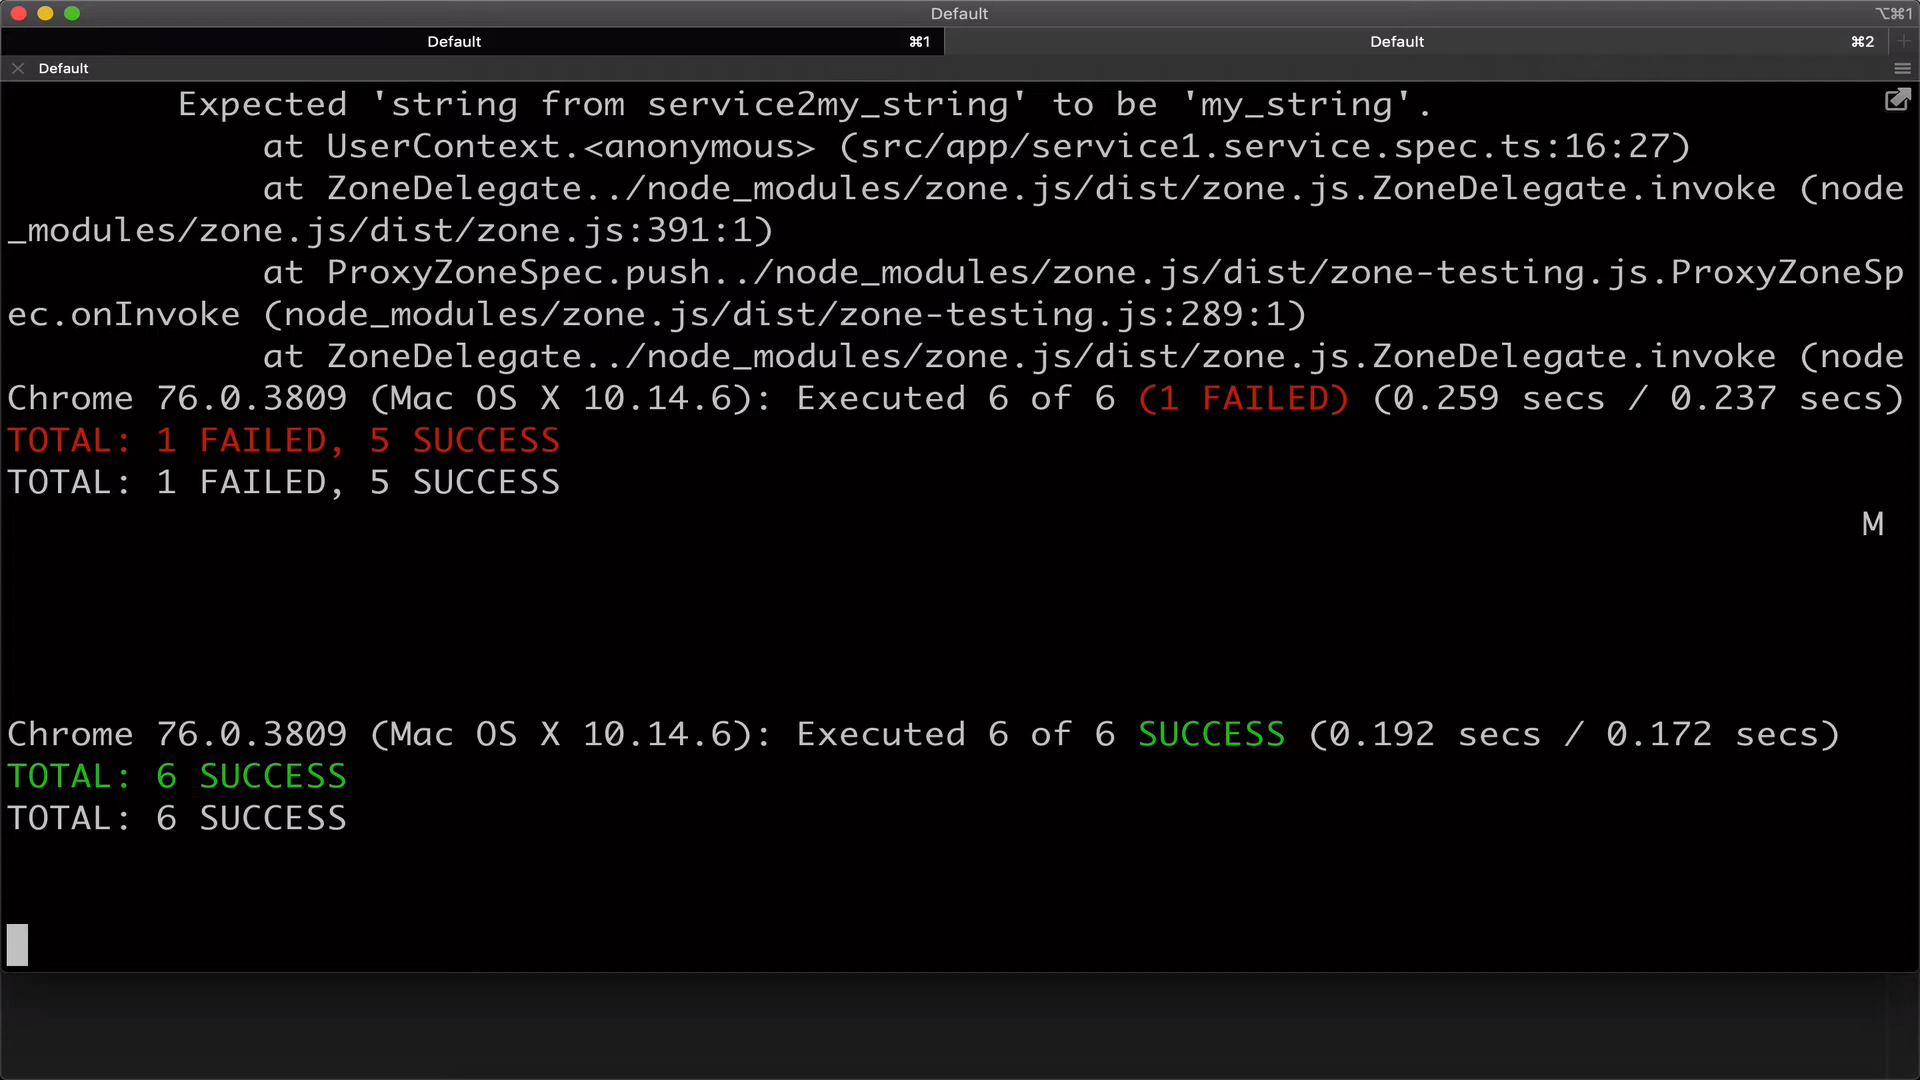 Default
⌥⌘1
Default ⌘1
Default ⌘2
Default
Expected 'string from service2my_string' to be 'my_string'.
at UserContext.<anonymous> (src/app/service1.service.spec.ts:16:27)
at ZoneDelegate../node_modules/zone.js/dist/zone.js.ZoneDelegate.invoke (node
_modules/zone.js/dist/zone.js:391:1)
at ProxyZoneSpec.push../node_modules/zone.js/dist/zone-testing.js.ProxyZoneSp
ec.onInvoke (node_modules/zone.js/dist/zone-testing.js:289:1)
at ZoneDelegate../node_modules/zone.js/dist/zone.js.ZoneDelegate.invoke (node
Chrome 76.0.3809 (Mac OS X 10.14.6): Executed 6 of 6 (1 FAILED) (0.259 secs / 0.237 secs)
TOTAL: 1 FAILED, 5 SUCCESS
TOTAL: 1 FAILED, 5 SUCCESS
M
Chrome 76.0.3809 (Mac OS X 10.14.6): Executed 6 of 6 SUCCESS (0.192 secs / 0.172 secs)
TOTAL: 6 SUCCESS
TOTAL: 6 SUCCESS